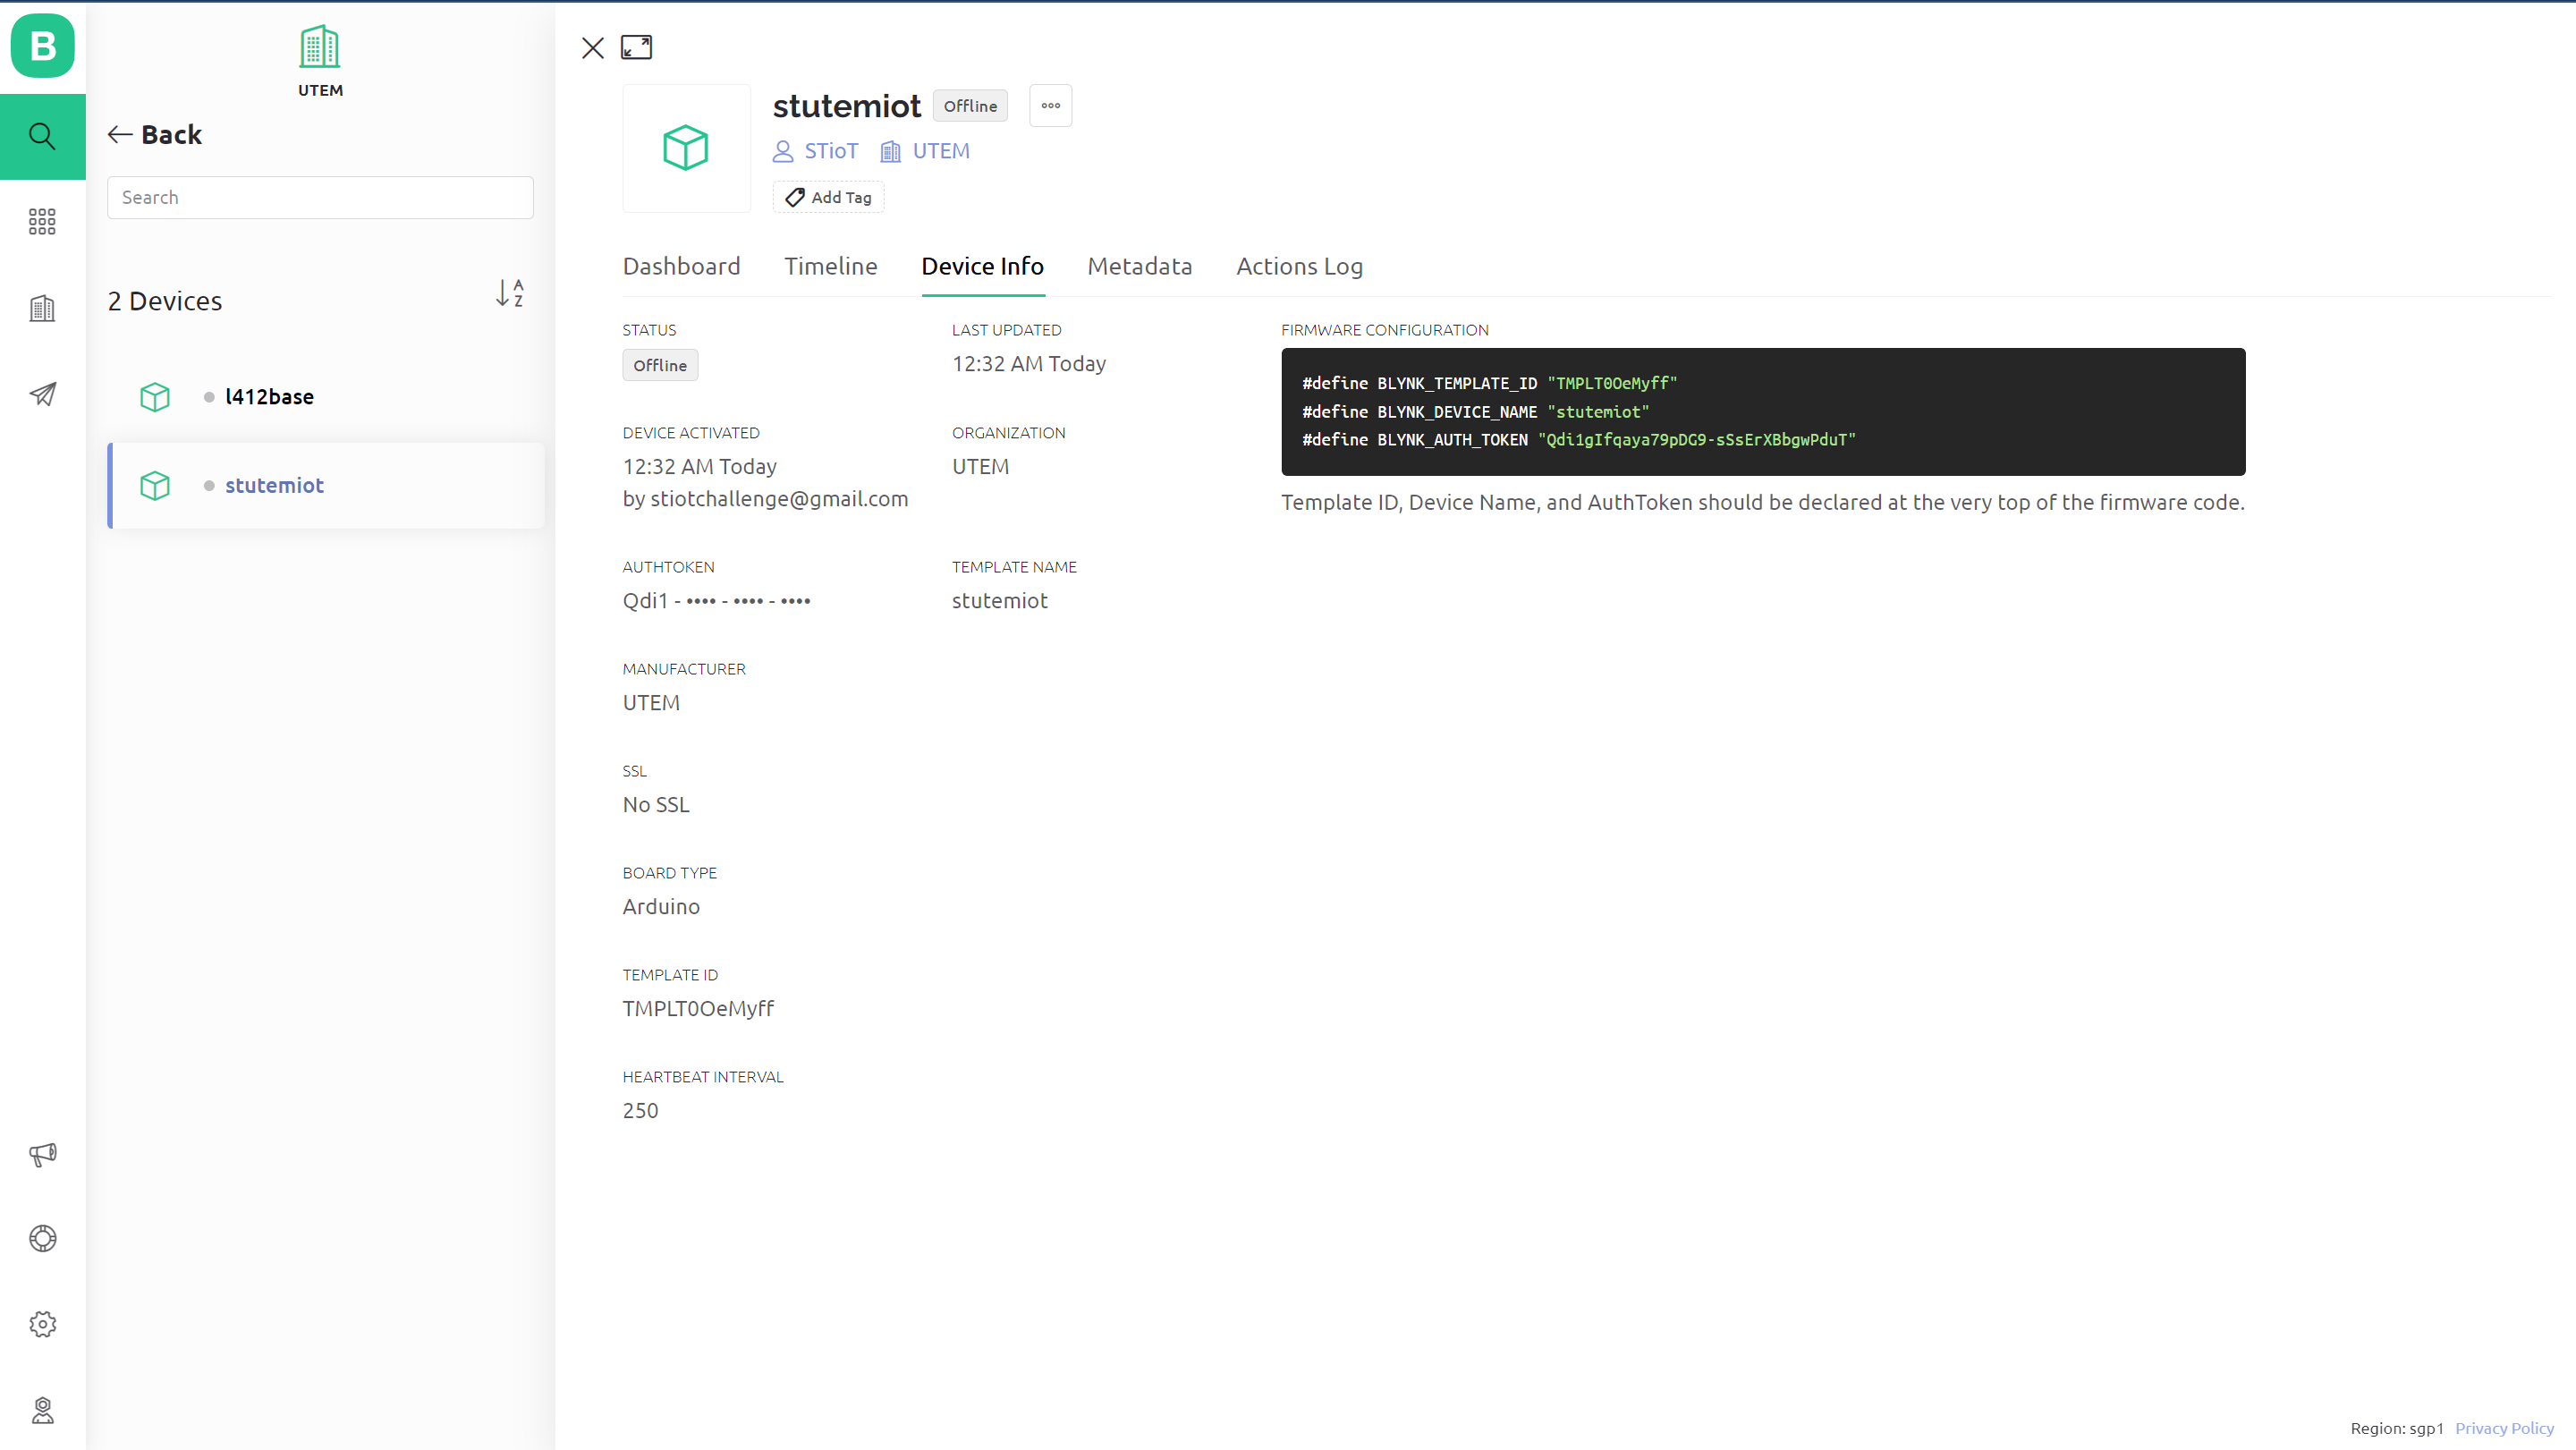 B
UTEM
Back
Search
2 Devices
A
Z
l412base
stutemiot
stutemiot Offline
STioT UTEM
Add Tag
Dashboard Timeline Device Info Metadata Actions Log
STATUS
Offline
LAST UPDATED
12:32 AM Today
FIRMWARE CONFIGURATION
#define BLYNK_TEMPLATE_ID "TMPLT0OeMyff"
#define BLYNK_DEVICE_NAME "stutemiot"
#define BLYNK_AUTH_TOKEN "Qdi1gIfqaya79pDG9-sSsErXBbgwPduT"
Template ID, Device Name, and AuthToken should be declared at the very top of the firmware code.
DEVICE ACTIVATED
12:32 AM Today
by stiotchallenge@gmail.com
ORGANIZATION
UTEM
AUTHTOKEN
Qdi1 - •••• - •••• - ••••
TEMPLATE NAME
stutemiot
MANUFACTURER
UTEM
SSL
No SSL
BOARD TYPE
Arduino
TEMPLATE ID
TMPLT0OeMyff
HEARTBEAT INTERVAL
250
Region: sgp1 Privacy Policy